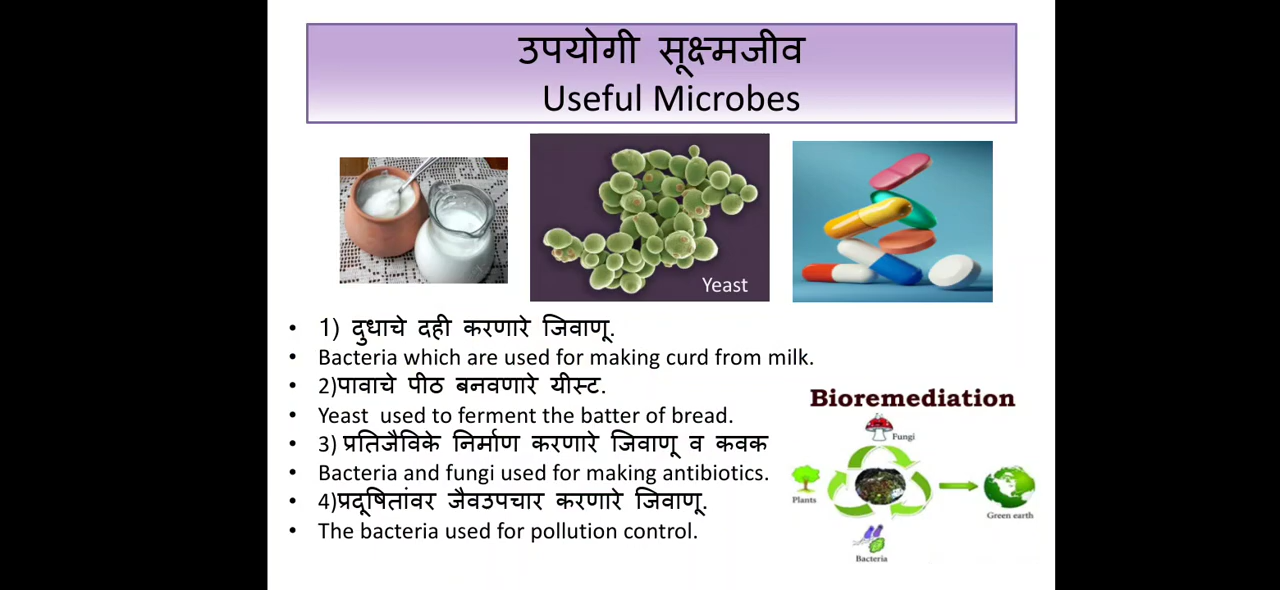 उपयोगी सूक्ष्मजीव
Useful Microbes
Yeast
• 1) दुधाचे दही करणारे जिवाणू.
• Bacteria which are used for making curd from milk.
• 2)पावाचे पीठ बनवणारे यीस्ट.
• Yeast used to ferment the batter of bread.
• 3) प्रतिजैविके निर्माण करणारे जिवाणू व कवक
• Bacteria and fungi used for making antibiotics.
• 4)प्रदूषितांवर जैवउपचार करणारे जिवाणू.
• The bacteria used for pollution control.
Bioremediation
Fungi
Plants
Green earth
Bacteria